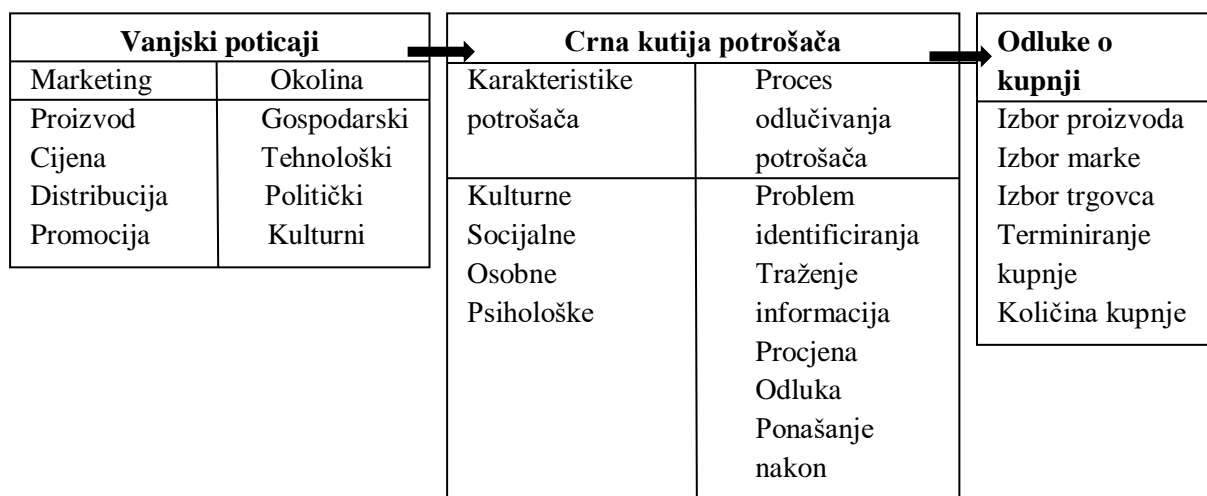 Vanjski poticaji
Marketing
Okolina
Proizvod
Cijena
Distribucija
Promocija
Gospodarski
Tehnološki
Politički
Kulturni
Crna kutija potrošača
Karakteristike
potrošača
Proces
odlučivanja
potrošača
Kulturne
Socijalne
Osobne
Psihološke
Problem
identificiranja
Traženje
informacija
Procjena
Odluka
Ponašanje
nakon
Odluke o
kupnji
Izbor proizvoda
Izbor marke
Izbor trgovca
Terminiranje
kupnje
Količina kupnje